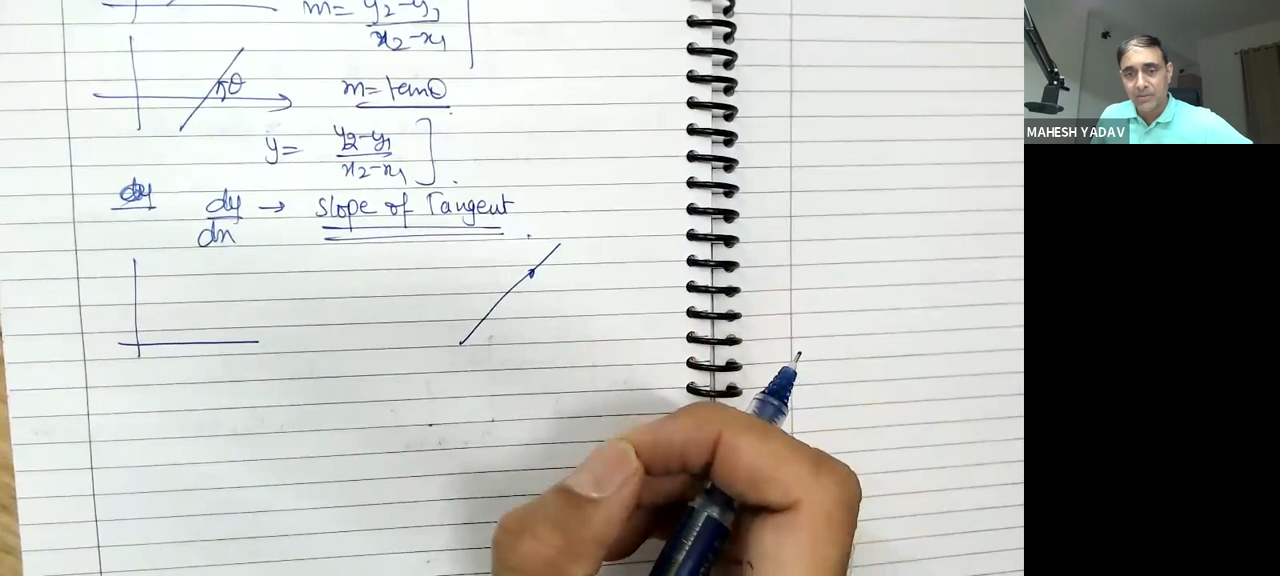 m = y2-y1 / x2-x1
θ
m = tanθ
y = y2-y1 / x2-x1
dy/dx → Slope of Tangent
MAHESH YADAV